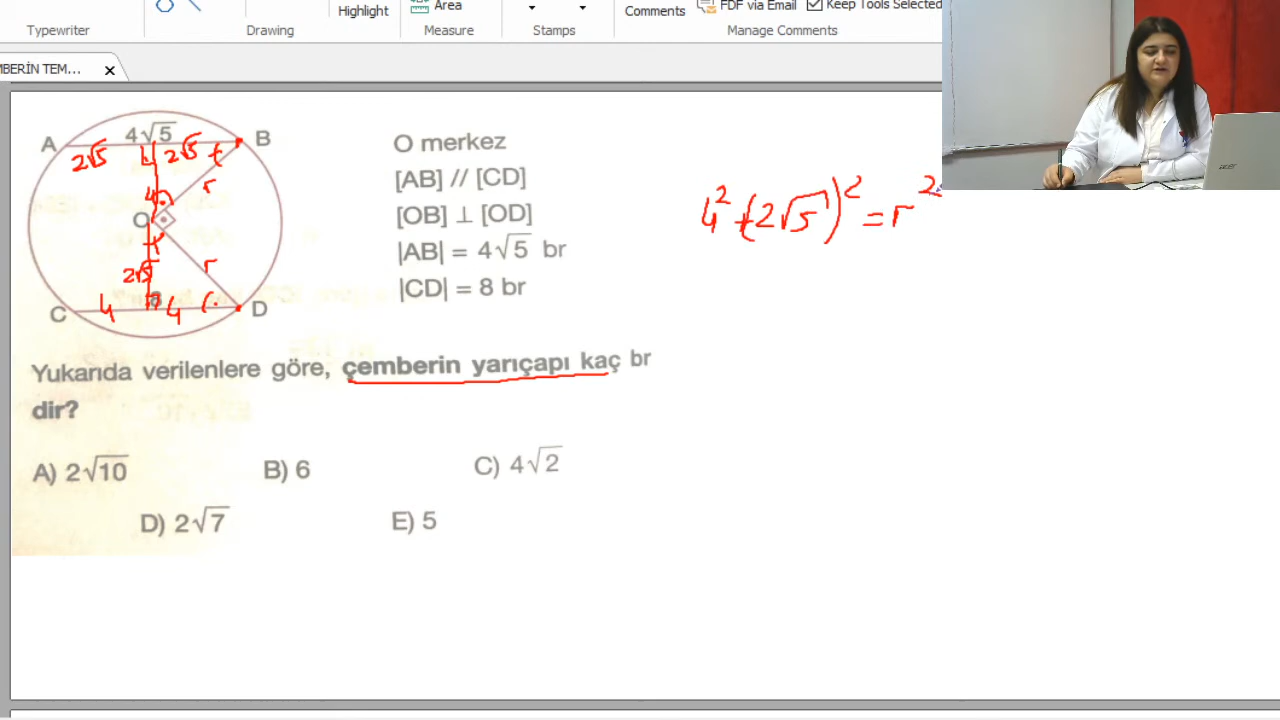 Highlight
Area
Comments
FDF via Email
Keep Tools Selected
Typewriter
Drawing
Measure
Stamps
Manage Comments
MBERİN TEM...
A
4√5
B
2√5
2√5
r
4
O
r
2√5
8
C
4
4
D
O merkez
[AB] // [CD]
[OB] ⊥ [OD]
|AB| = 4√5 br
|CD| = 8 br
4² + (2√5)² = r²
Yukarıda verilenlere göre, çemberin yarıçapı kaç br
dir?
A) 2√10
B) 6
C) 4√2
D) 2√7
E) 5
acer